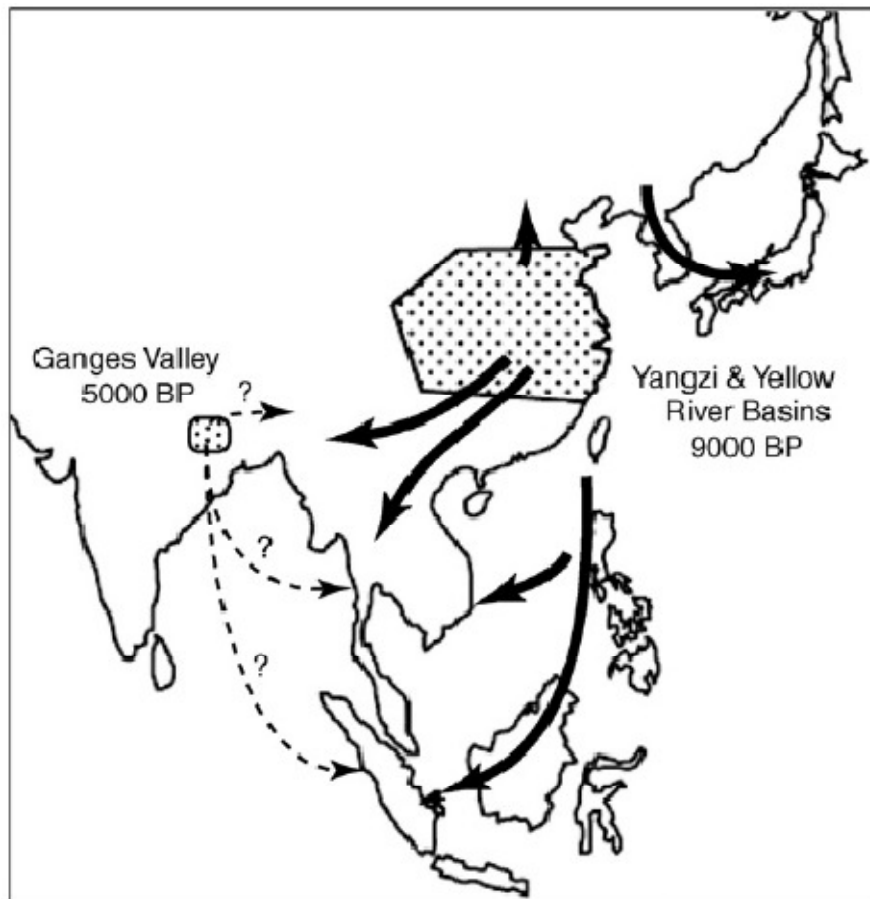 Ganges Valley
5000 BP
?
?
?
Yangzi & Yellow
River Basins
9000 BP